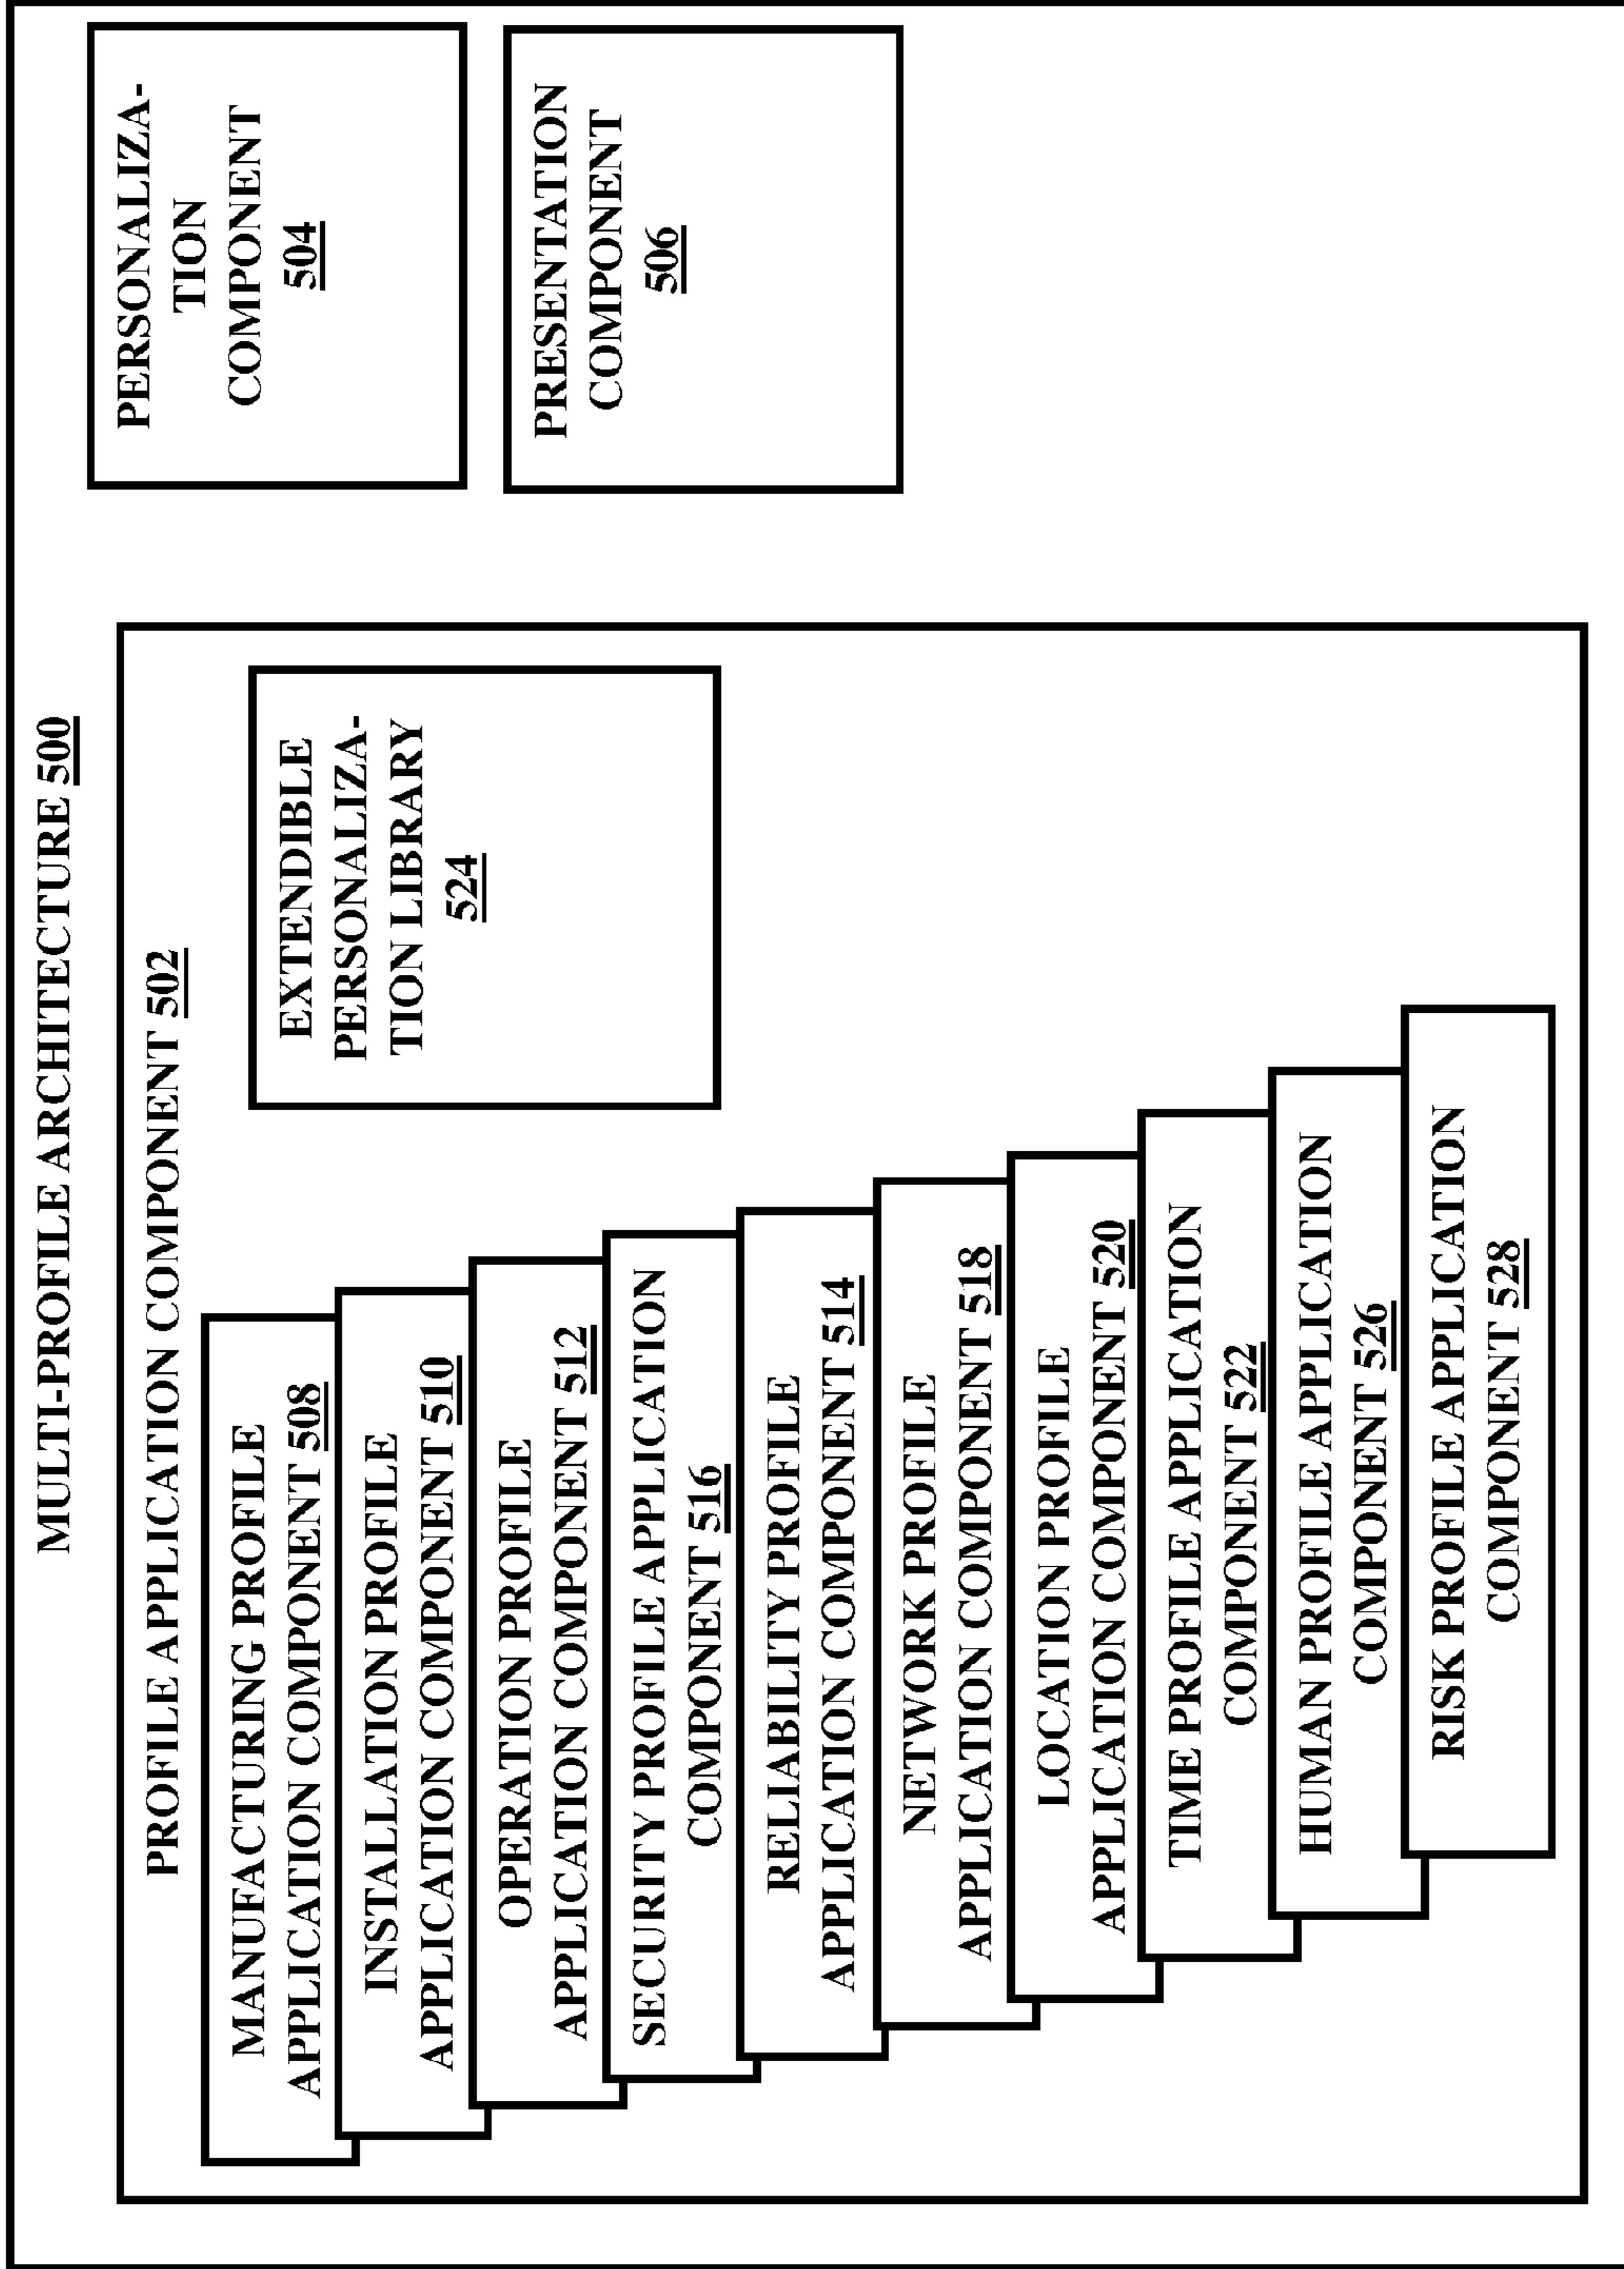 MULTI-PROFILE ARCHITECTURE 500
PROFILE APPLICATION COMPONENT 502
MANUFACTURING PROFILE
APPLICATION COMPONENT 508
INSTALLATION PROFILE
APPLICATION COMPONENT 510
OPERATION PROFILE
APPLICATION COMPONENT 512
SECURITY PROFILE APPLICATION
COMPONENT 516
RELIABILITY PROFILE
APPLICATION COMPONENT 514
NETWORK PROFILE
APPLICATION COMPONENT 518
LOCATION PROFILE
APPLICATION COMPONENT 520
TIME PROFILE APPLICATION
COMPONENT 522
HUMAN PROFILE APPLICATION
COMPONENT 526
RISK PROFILE APPLICATION
COMPONENT 528
EXTENDIBLE
PERSONALIZA-
TION LIBRARY
524
PERSONALIZA-
TION
COMPONENT
504
PRESENTATION
COMPONENT
506